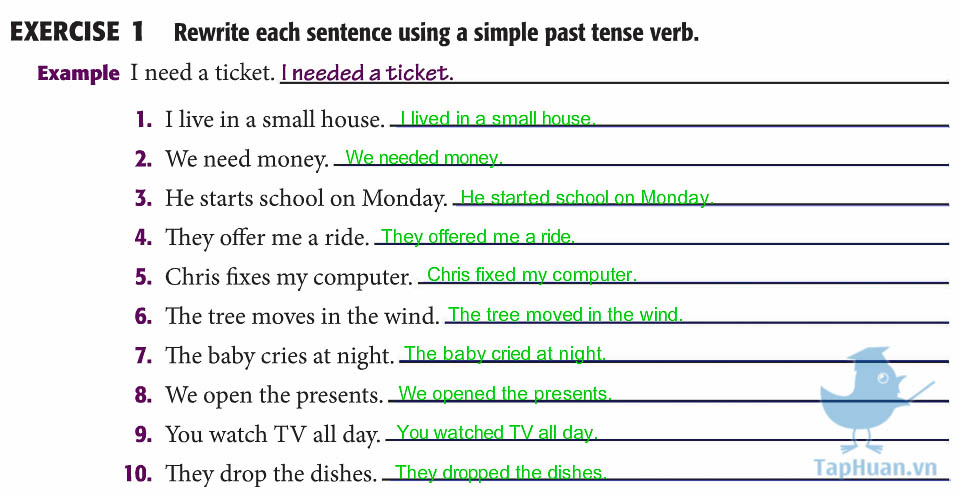 EXERCISE 1 Rewrite each sentence using a simple past tense verb.
Example I need a ticket. I needed a ticket.
1. I live in a small house. I lived in a small house.
2. We need money. We needed money.
3. He starts school on Monday. He started school on Monday.
4. They offer me a ride. They offered me a ride.
5. Chris fixes my computer. Chris fixed my computer.
6. The tree moves in the wind. The tree moved in the wind.
7. The baby cries at night. The baby cried at night.
8. We open the presents. We opened the presents.
9. You watch TV all day. You watched TV all day.
10. They drop the dishes. They dropped the dishes.
TapHuan.vn